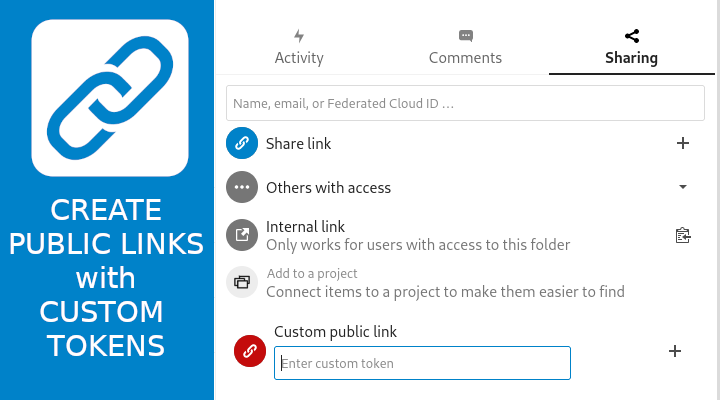 CREATE
PUBLIC LINKS
with
CUSTOM
TOKENS
Activity
Comments
Sharing
Name, email, or Federated Cloud ID ...
Share link
Others with access
Internal link
Only works for users with access to this folder
Add to a project
Connect items to a project to make them easier to find
Custom public link
Enter custom token